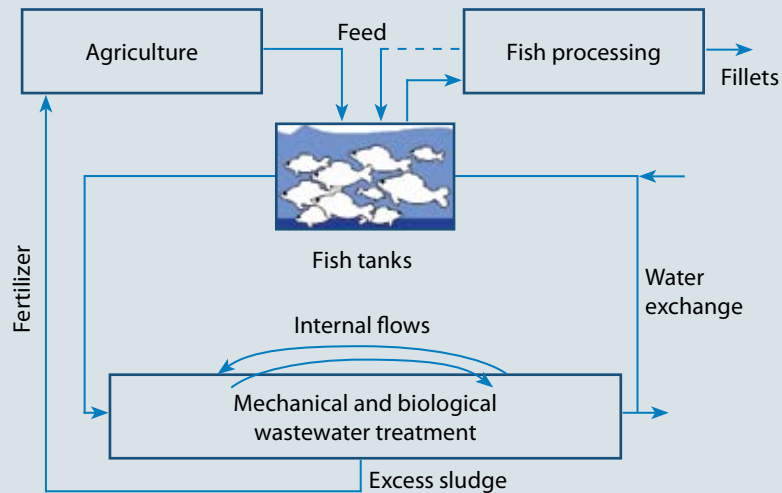 Agriculture
Feed
Fish processing
Fillets
Fish tanks
Fertilizer
Water
exchange
Internal flows
Mechanical and biological
wastewater treatment
Excess sludge